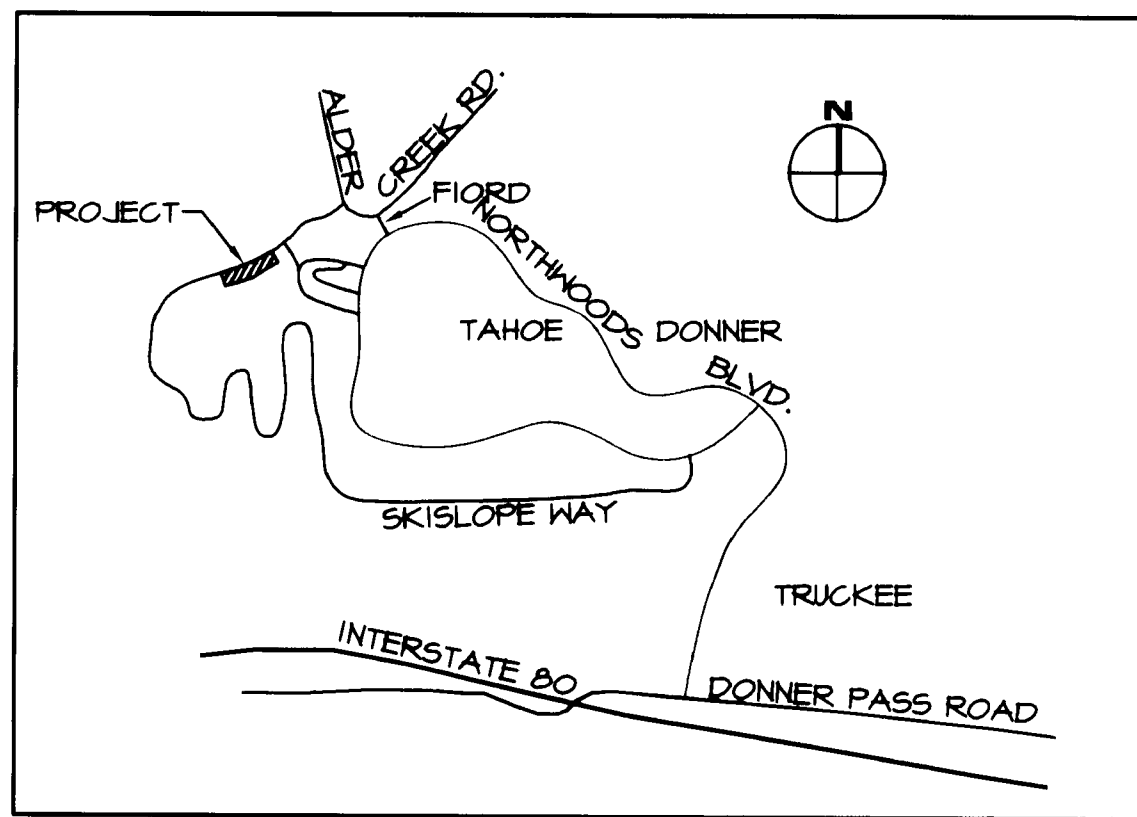 N
ALDER
CREEK RD.
PROJECT
FIORD
NORTHWOODS
BLVD.
TAHOE DONNER
SKISLOPE WAY
TRUCKEE
INTERSTATE 80
DONNER PASS ROAD